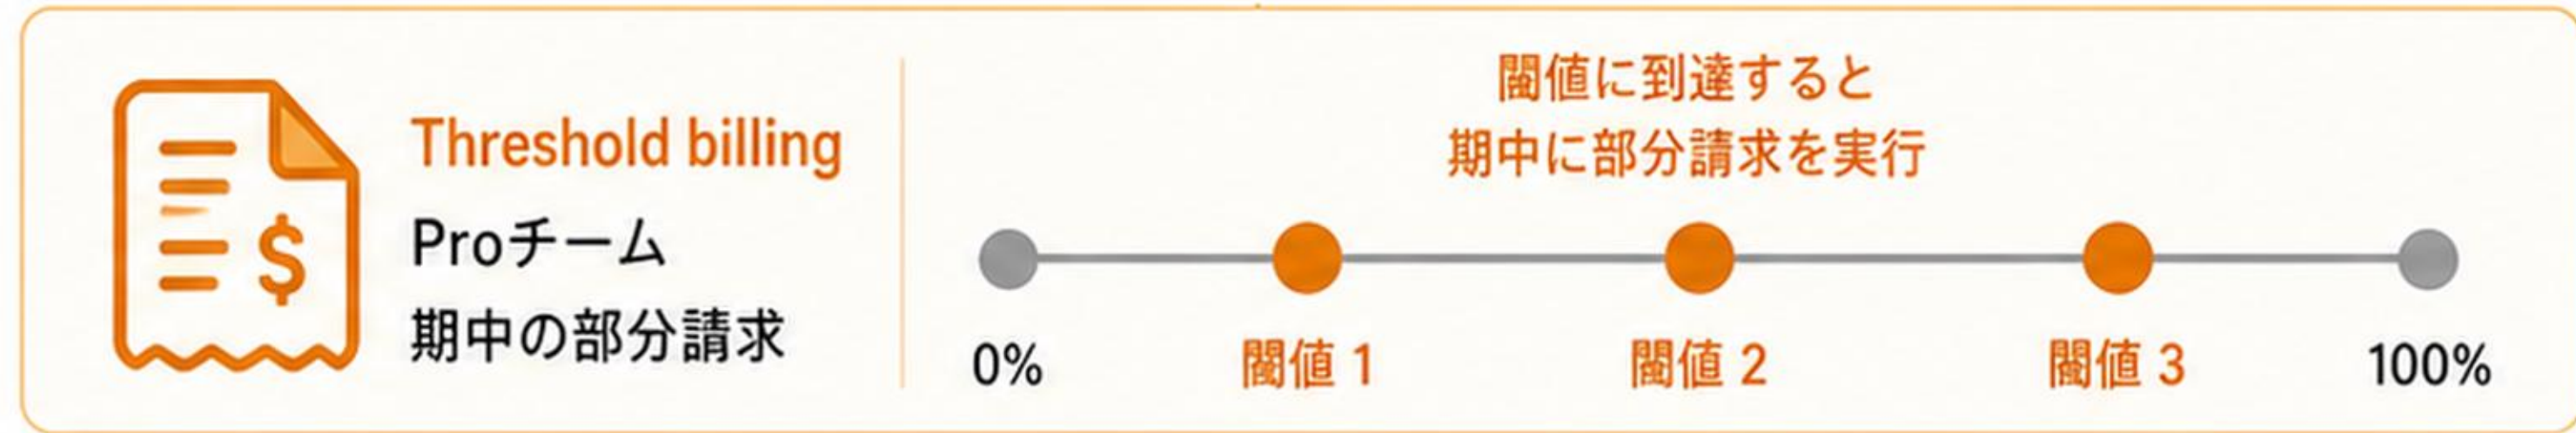 Threshold billing
Proチーム
期中の部分請求
閾値に到達すると
期中に部分請求を実行
0%
閾値 1
閾値 2
閾値 3
100%